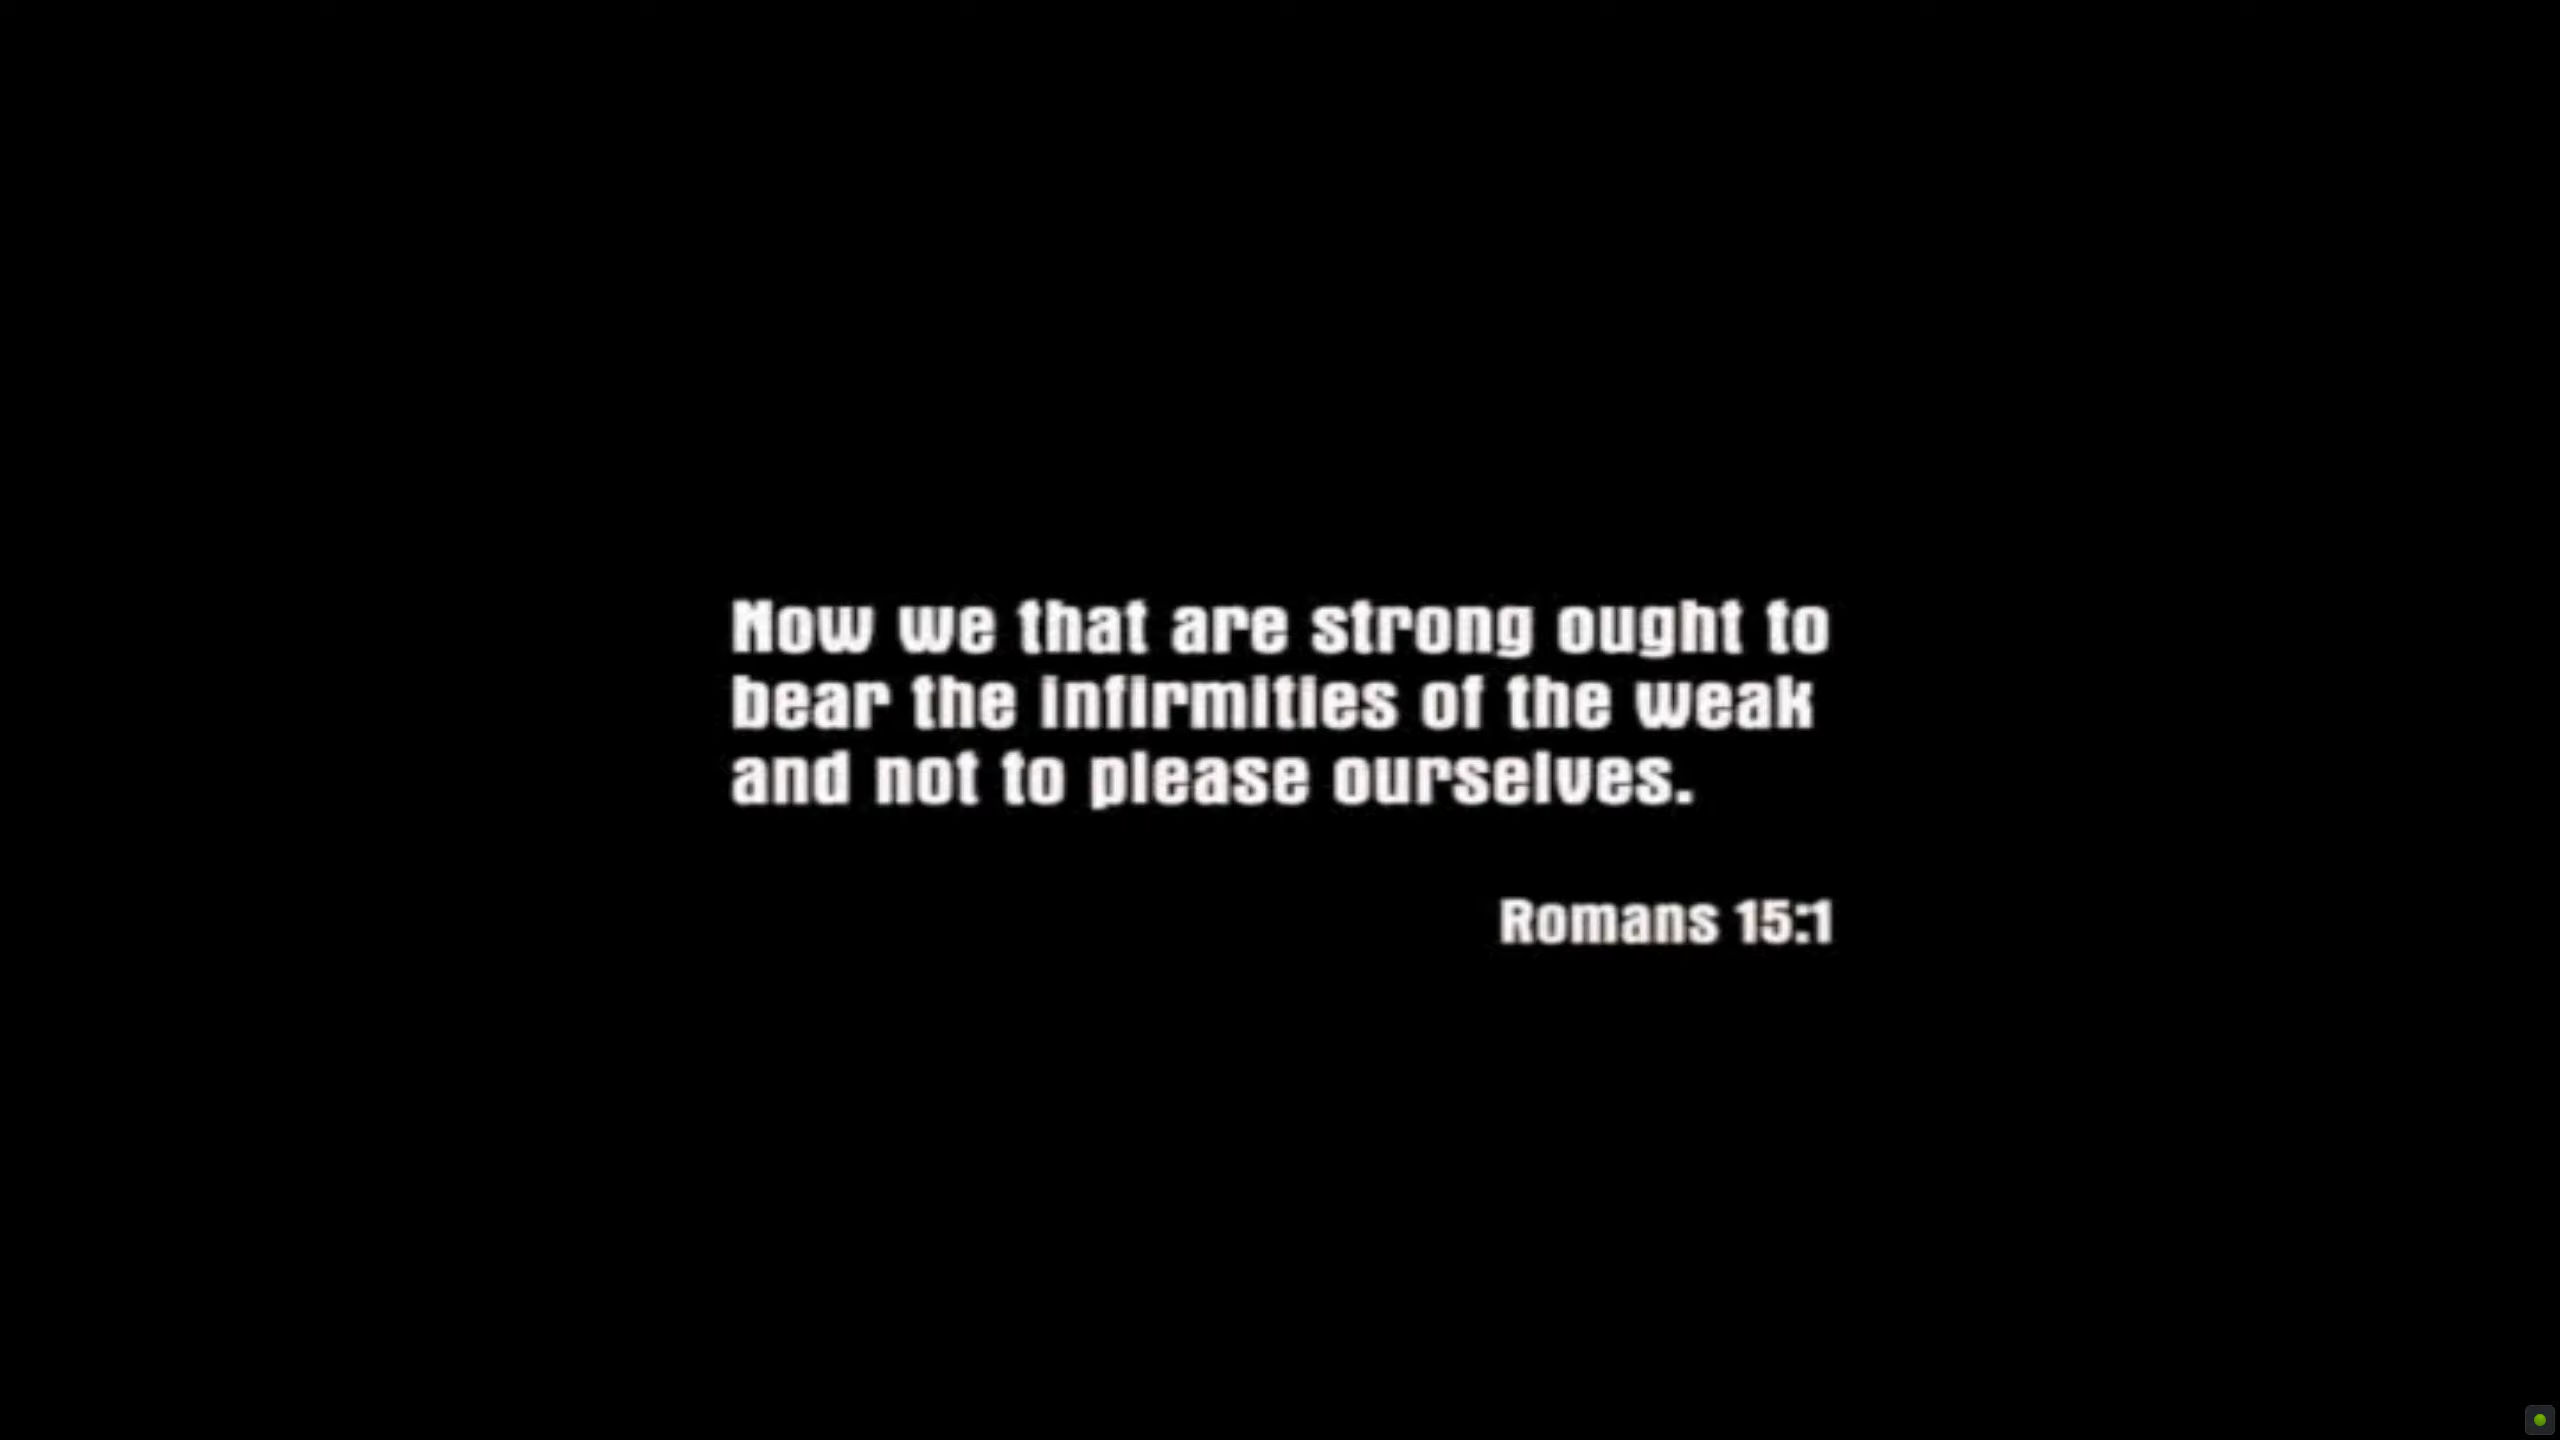 Now we that are strong ought to
bear the infirmities of the weak
and not to please ourselves.
Romans 15:1